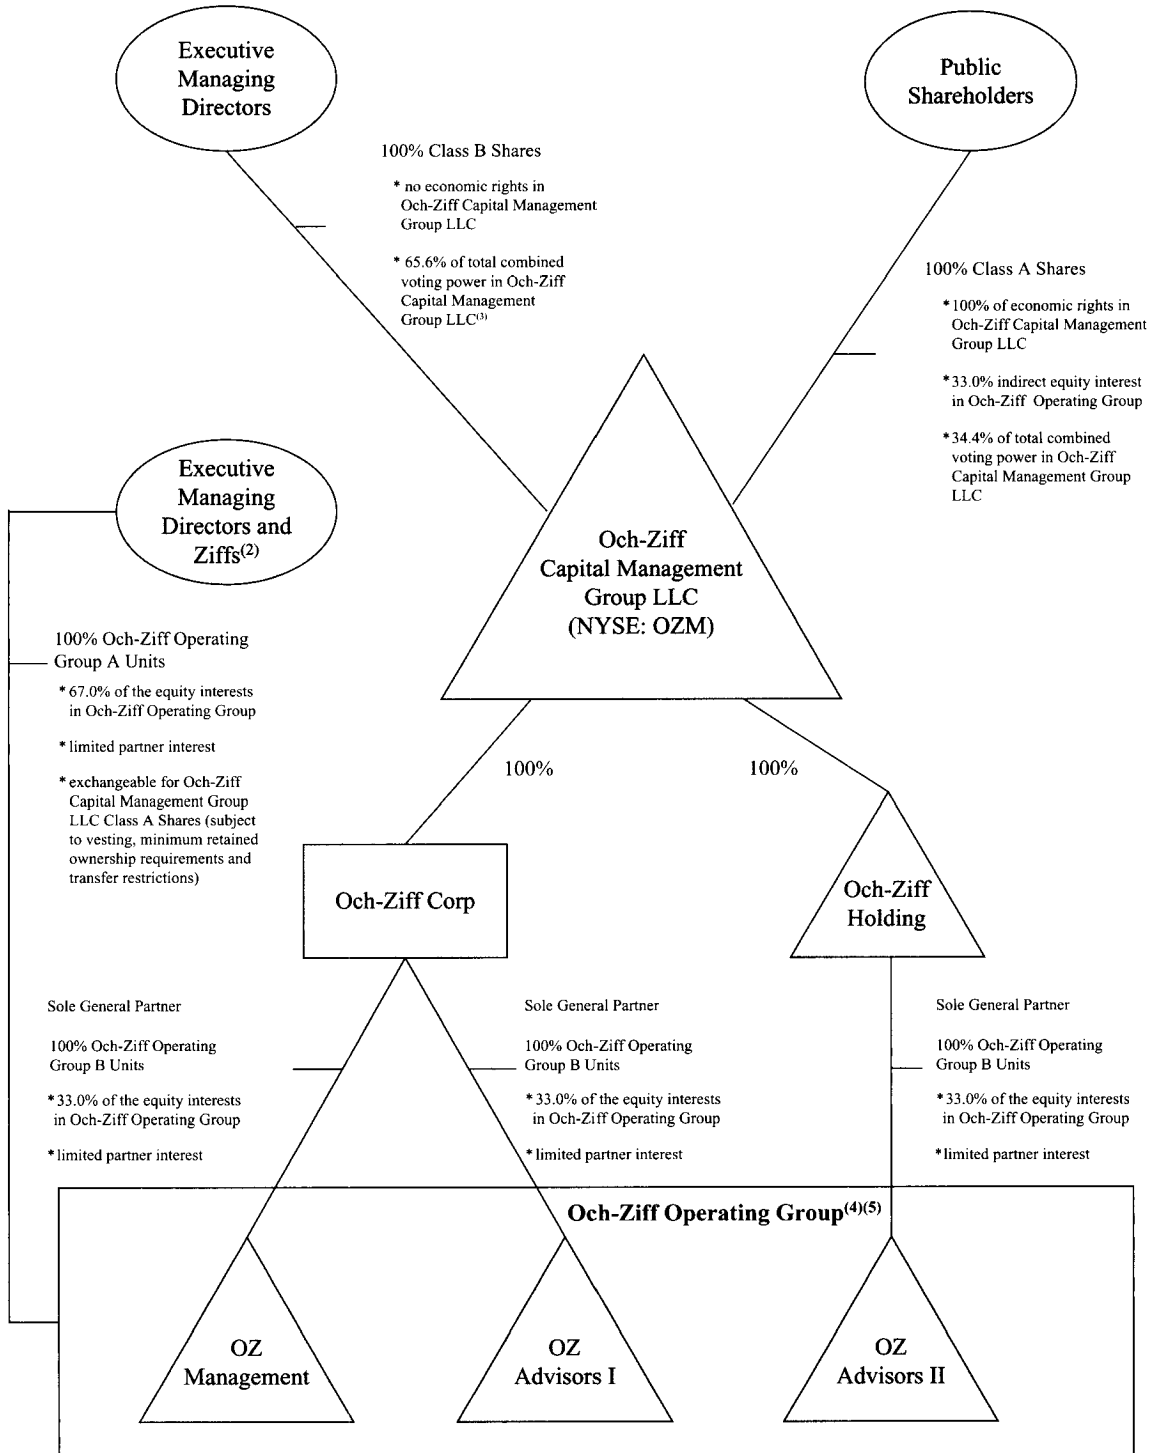 Executive
Managing
Directors
Public
Shareholders
100% Class B Shares
* no economic rights in
Och-Ziff Capital Management
Group LLC
* 65.6% of total combined
voting power in Och-Ziff
Capital Management
Group LLC(3)
100% Class A Shares
* 100% of economic rights in
Och-Ziff Capital Management
Group LLC
* 33.0% indirect equity interest
in Och-Ziff Operating Group
* 34.4% of total combined
voting power in Och-Ziff
Capital Management Group
LLC
Executive
Managing
Directors and
Ziffs(2)
Och-Ziff
Capital Management
Group LLC
(NYSE: OZM)
100% Och-Ziff Operating
Group A Units
* 67.0% of the equity interests
in Och-Ziff Operating Group
* limited partner interest
* exchangeable for Och-Ziff
Capital Management Group
LLC Class A Shares (subject
to vesting, minimum retained
ownership requirements and
transfer restrictions)
100%
100%
Och-Ziff Corp
Och-Ziff
Holding
Sole General Partner
100% Och-Ziff Operating
Group B Units
* 33.0% of the equity interests
in Och-Ziff Operating Group
* limited partner interest
Sole General Partner
100% Och-Ziff Operating
Group B Units
* 33.0% of the equity interests
in Och-Ziff Operating Group
* limited partner interest
Sole General Partner
100% Och-Ziff Operating
Group B Units
* 33.0% of the equity interests
in Och-Ziff Operating Group
* limited partner interest
Och-Ziff Operating Group(4)(5)
OZ
Management
OZ
Advisors I
OZ
Advisors II